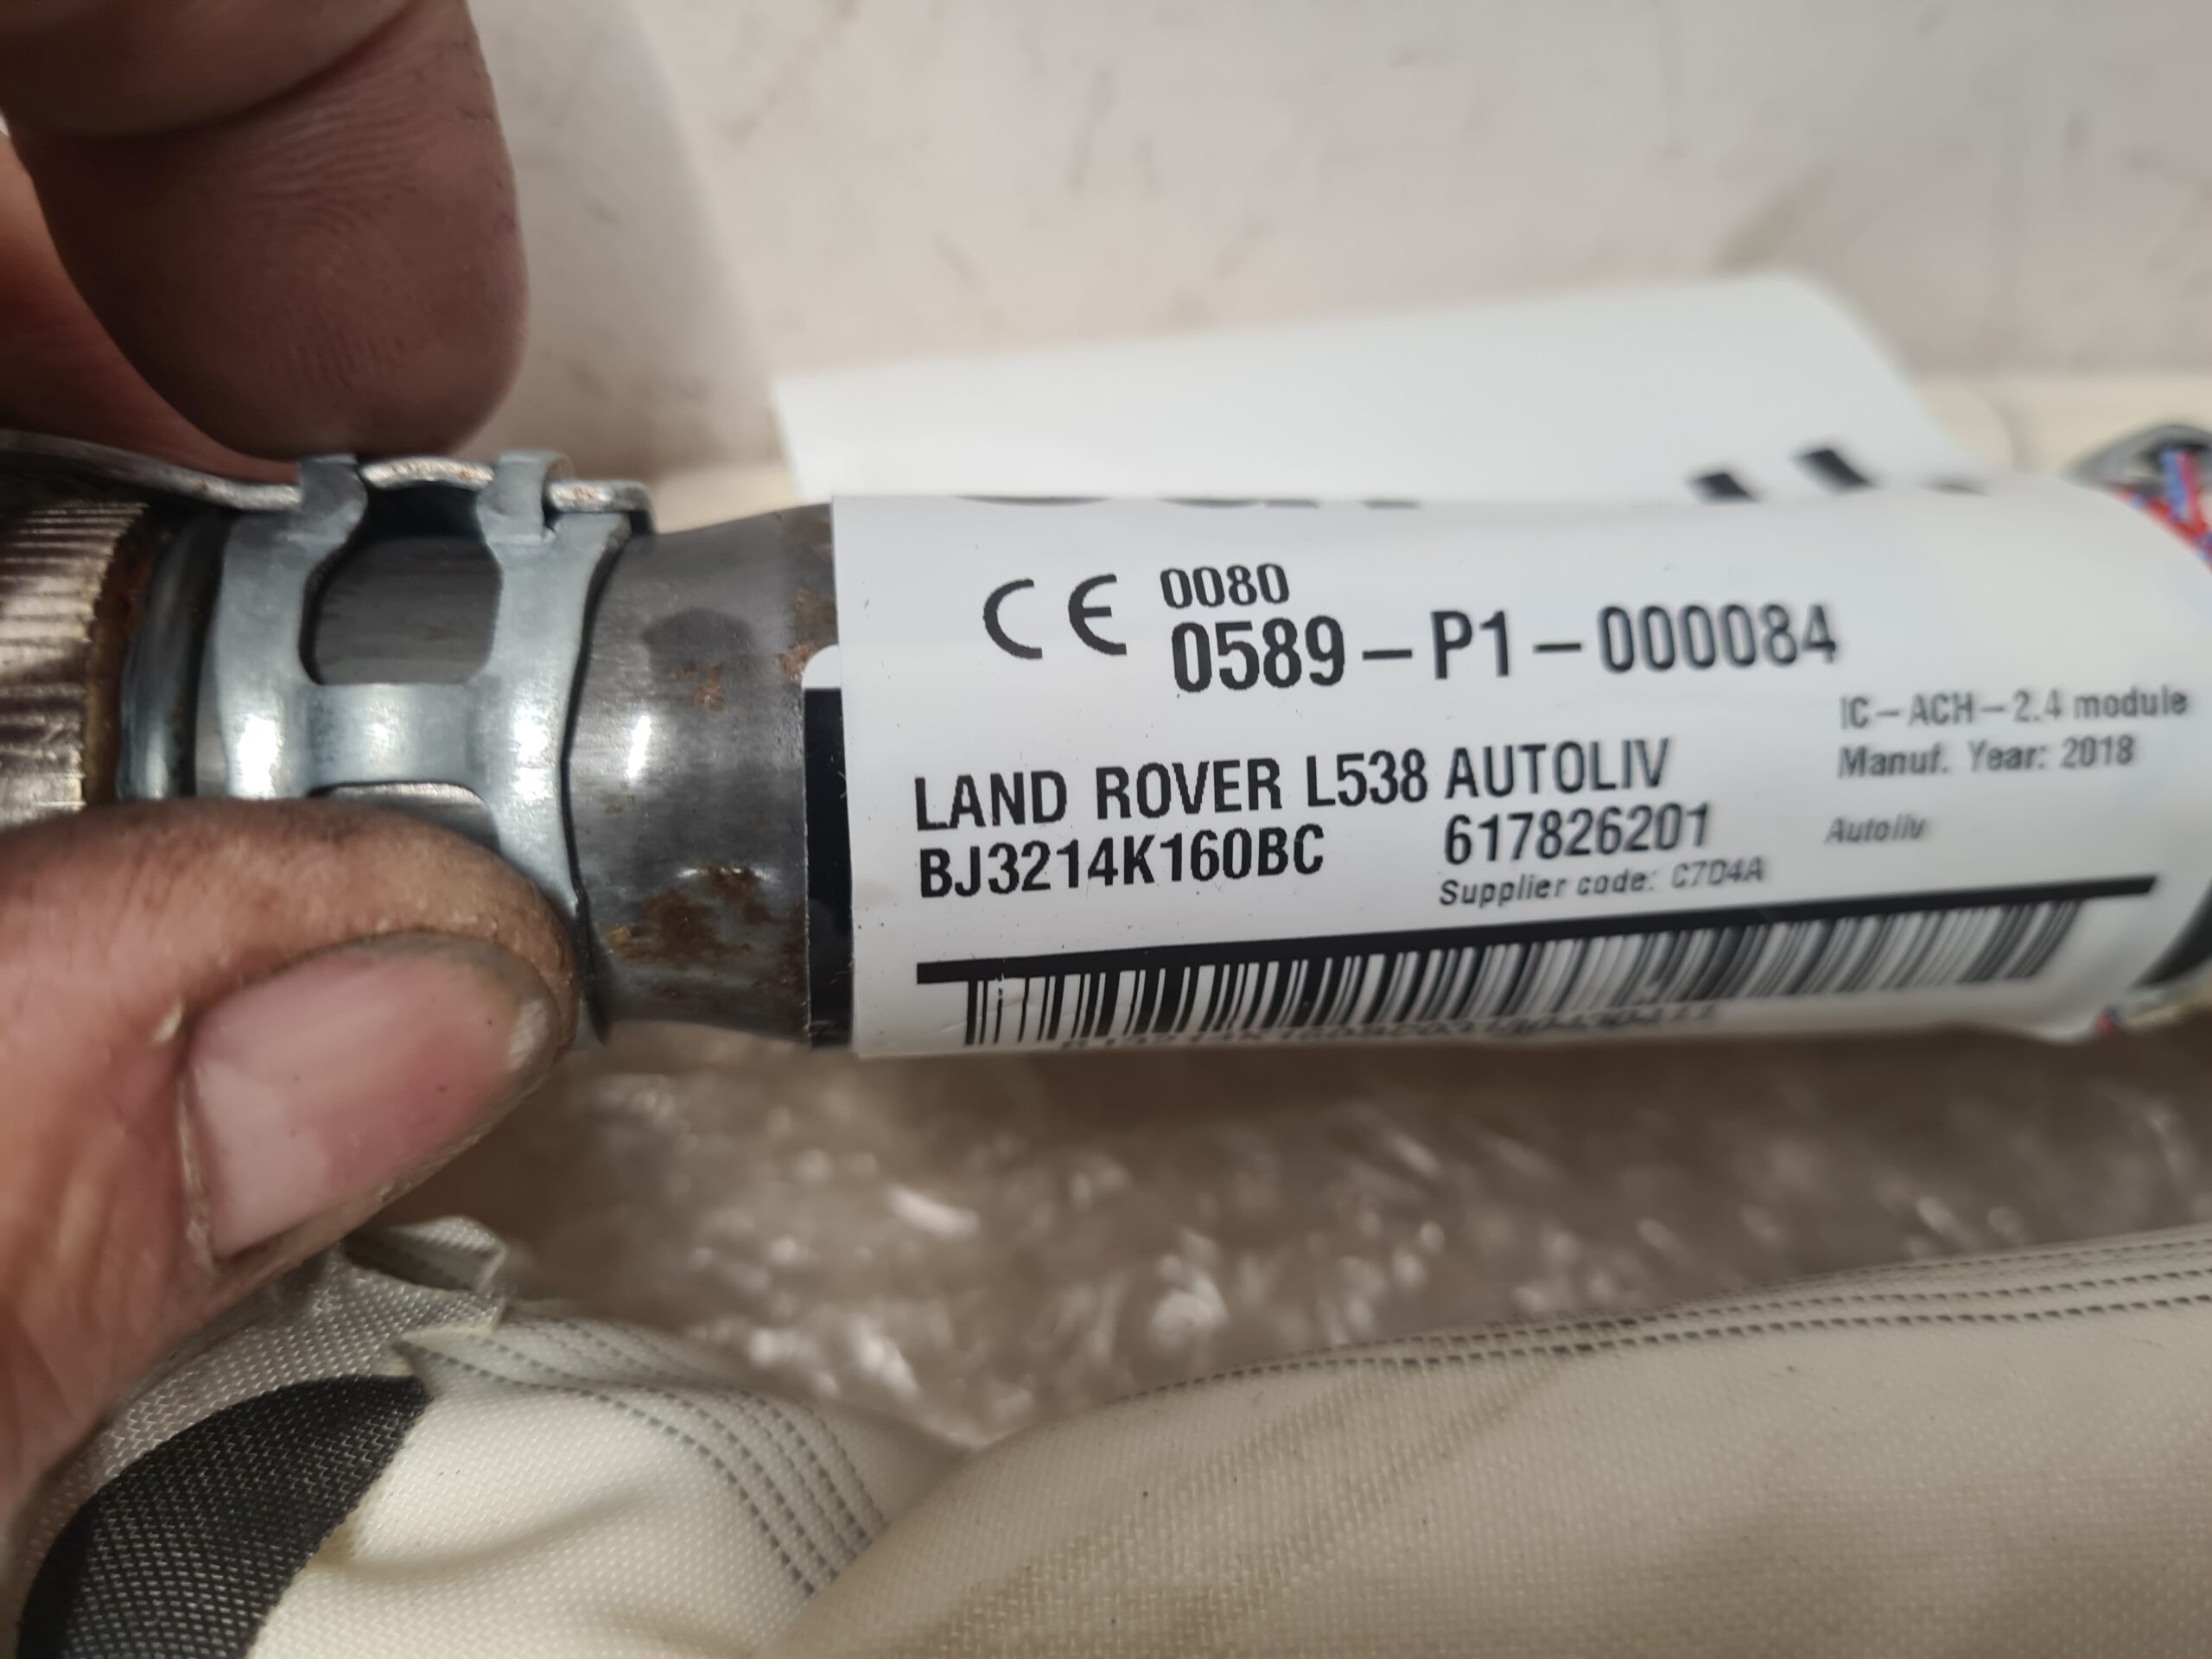 CE 0080
0589-P1-000084
IC-ACH-2.4 module
LAND ROVER L538 AUTOLIV
Manuf. Year: 2018
BJ3214K160BC 617826201
Autoliv
Supplier code: C7D4A